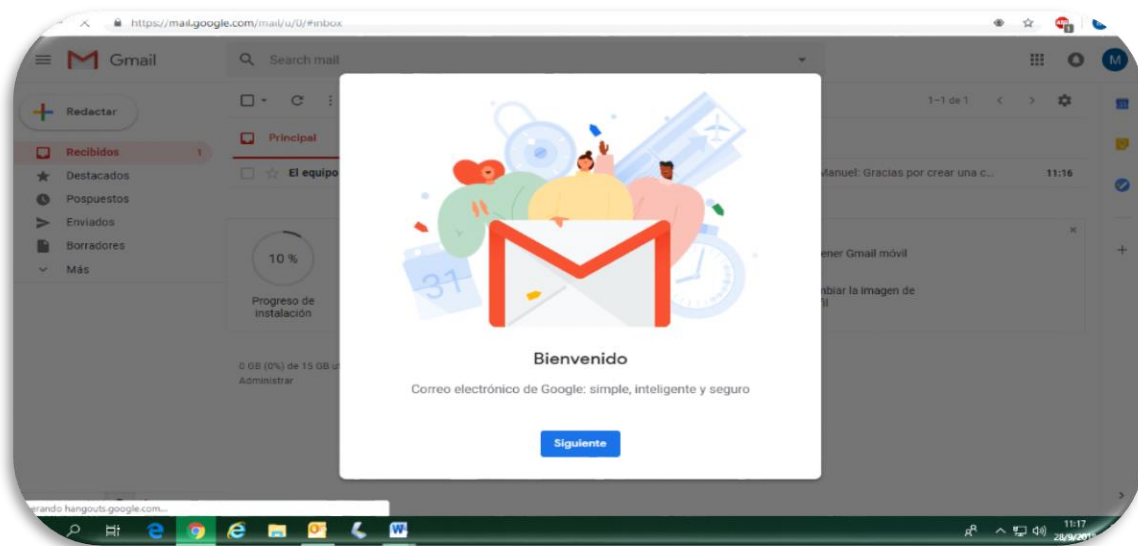 https://mail.google.com/mail/u/0/#inbox
Gmail
Search mail
M
Redactar
1–1 de 1
Principal
Recibidos 1
El equipo
Manuel: Gracias por crear una c... 11:16
Destacados
Pospuestos
Enviados
Borradores
Más
10 %
Progreso de
instalación
ener Gmail móvil
mbiar la imagen de
31
0 GB (0%) de 15 GB
Administrar
Bienvenido
Correo electrónico de Google: simple, inteligente y seguro
Siguiente
erando hangouts.google.com...
11:17